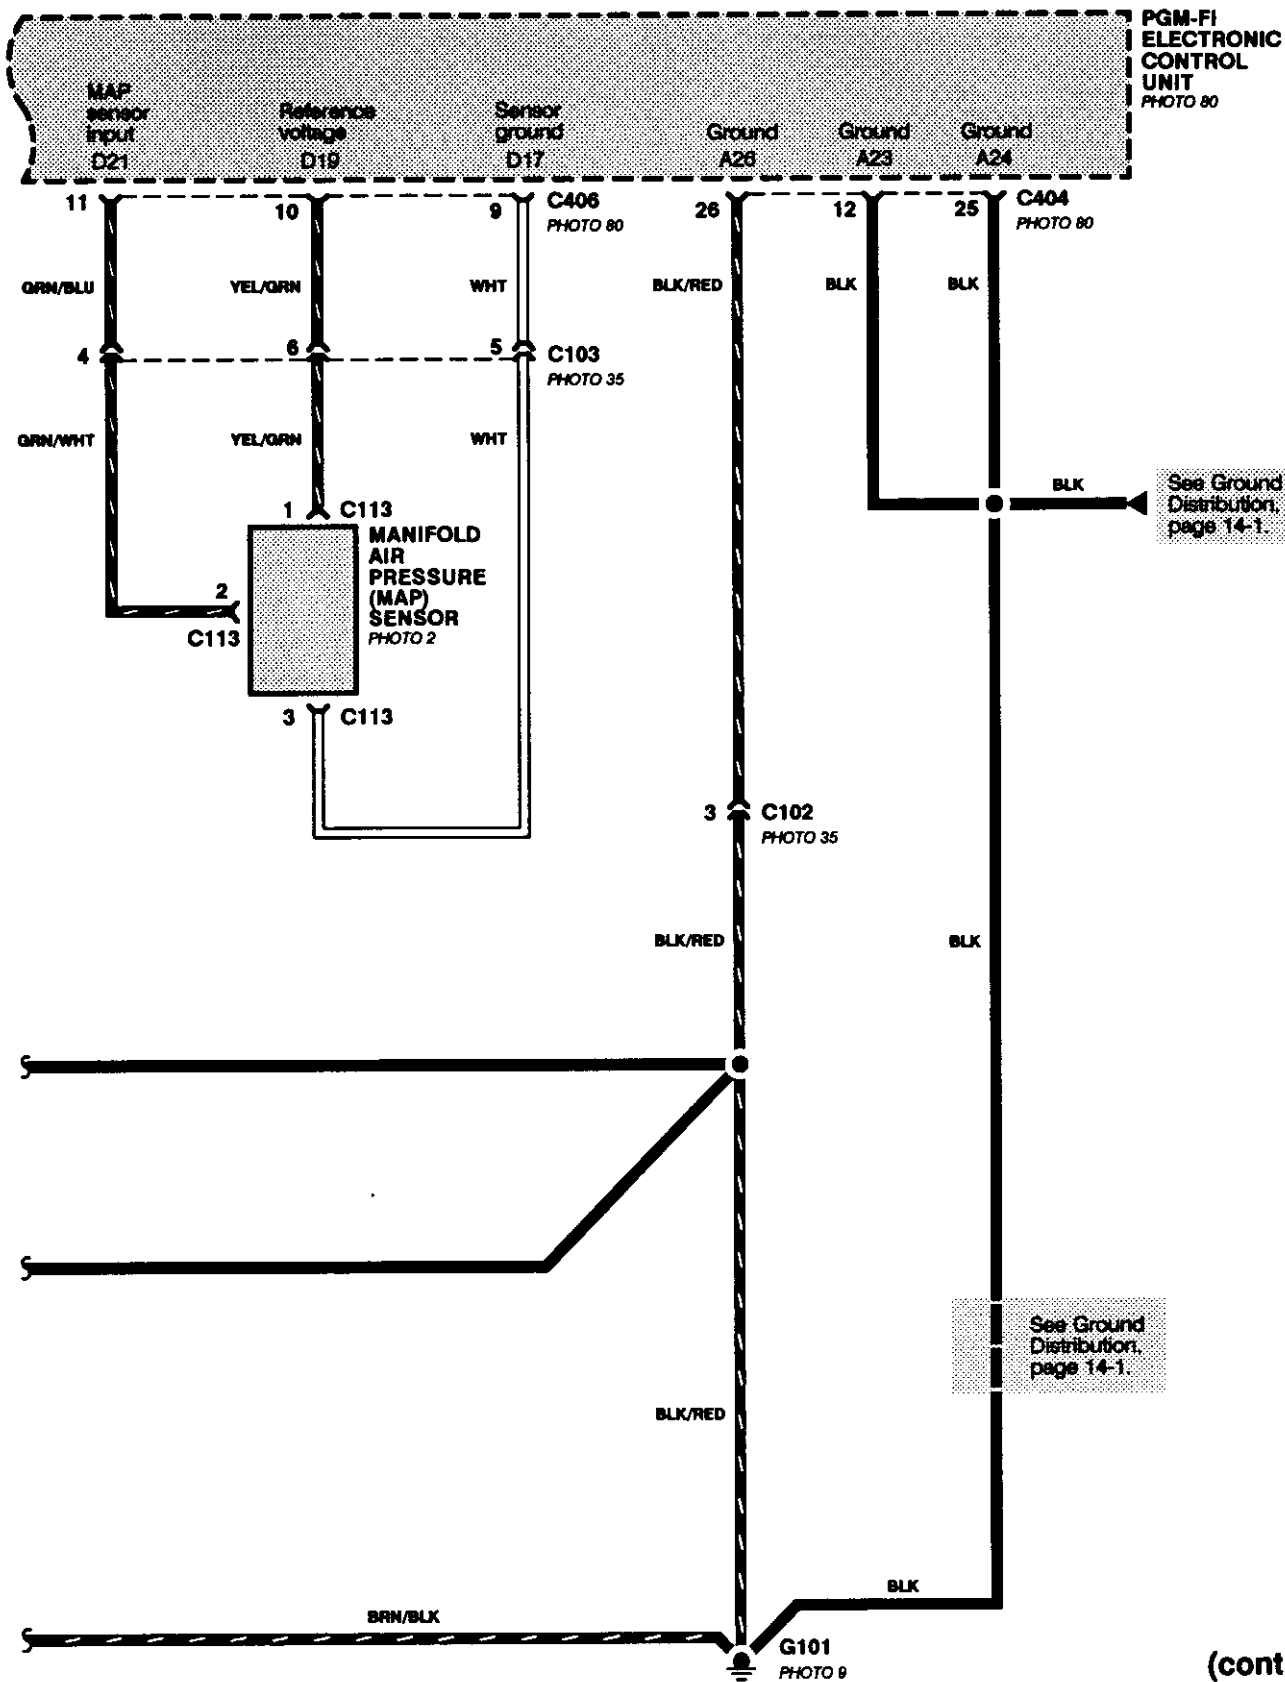 PGM-FI
ELECTRONIC
CONTROL
UNIT
PHOTO 80
MAP
sensor
input
D21
Reference
voltage
D19
Sensor
ground
D17
Ground
A26
Ground
A23
Ground
A24
11
10
9
C406
PHOTO 80
26
12
25
C404
PHOTO 80
GRN/BLU
YEL/GRN
WHT
BLK/RED
BLK
BLK
4
6
5
C103
PHOTO 35
GRN/WHT
YEL/GRN
WHT
BLK
See Ground
Distribution,
page 14-1.
1
C113
MANIFOLD
AIR
PRESSURE
(MAP)
SENSOR
PHOTO 2
2
C113
3
C113
3
C102
PHOTO 35
BLK/RED
BLK
See Ground
Distribution,
page 14-1.
BLK/RED
BLK
BRN/BLK
G101
PHOTO 9
(cont